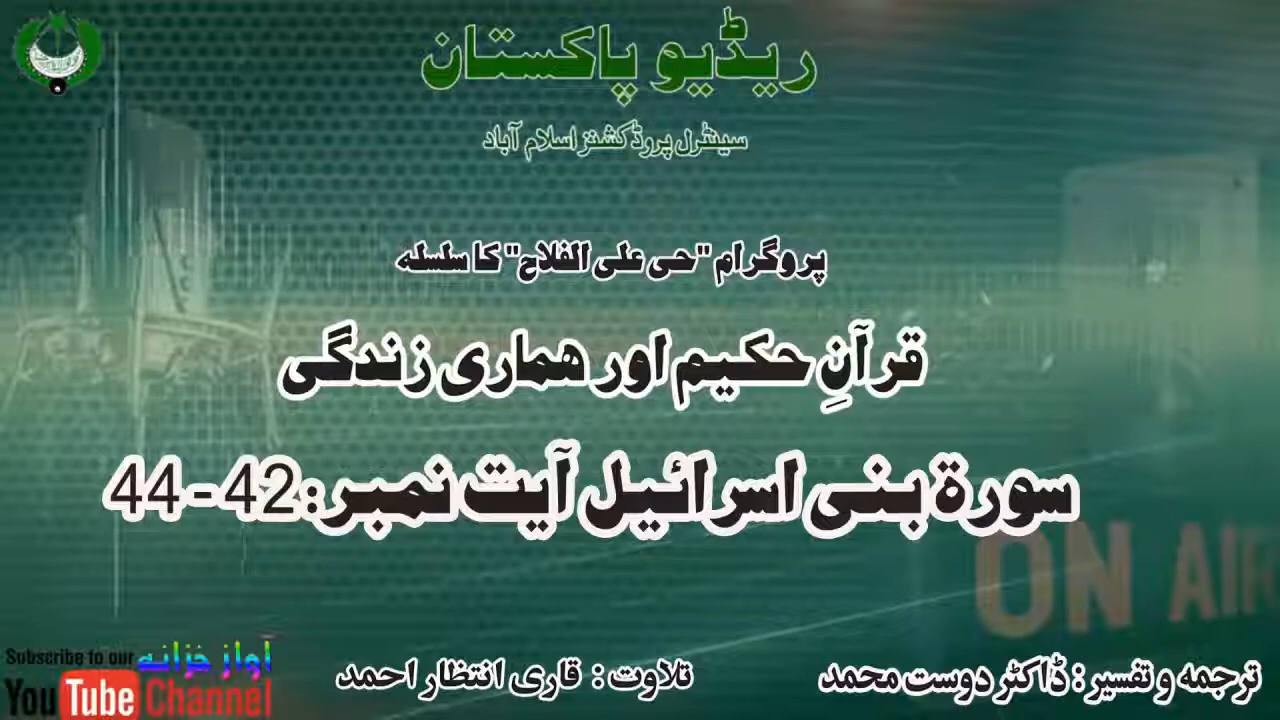 ریڈیو پاکستان
سینٹرل پروڈکشنز اسلام آباد
پروگرام "حی علی الفلاح" کا سلسلہ
قرآنِ حکیم اور ہماری زندگی
سورۃ بنی اسرائیل آیت نمبر: 42 - 44
ON AIR
ترجمہ و تفسیر : ڈاکٹر دوست محمد
تلاوت : قاری انتظار احمد
Subscribe to our آواز خزانہ
YouTube Channel